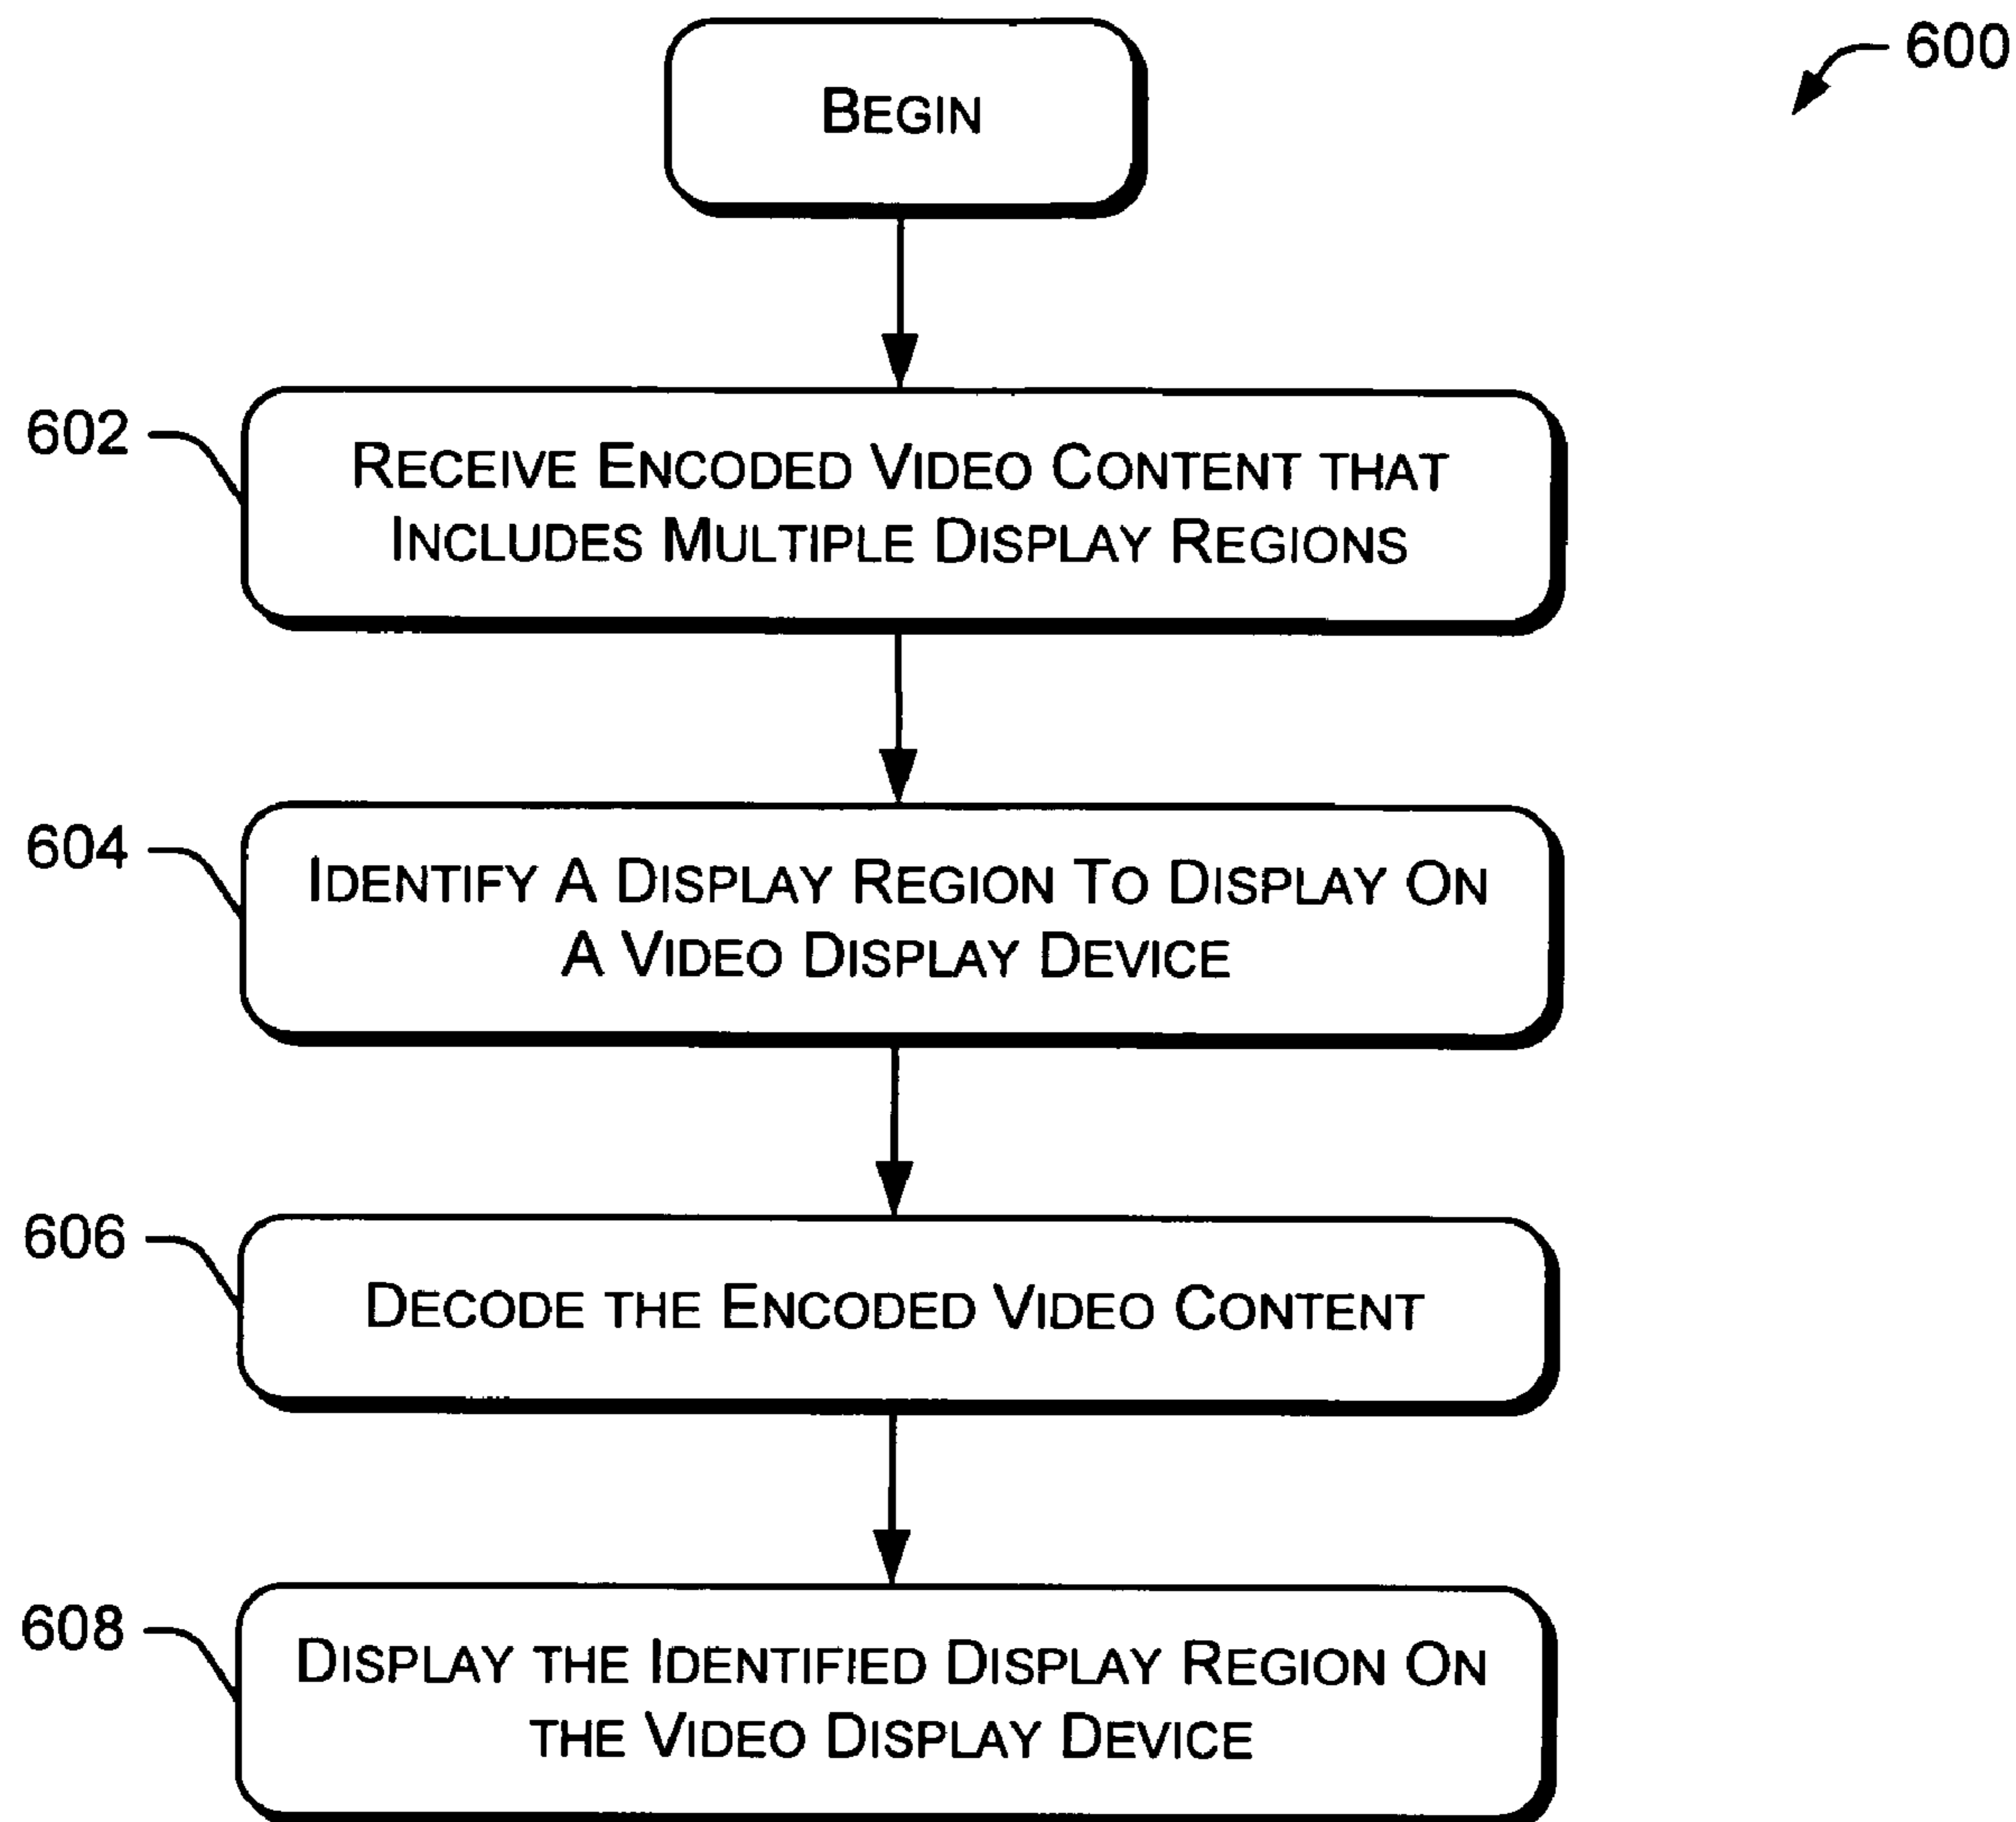 BEGIN
600
602
RECEIVE ENCODED VIDEO CONTENT THAT
INCLUDES MULTIPLE DISPLAY REGIONS
604
IDENTIFY A DISPLAY REGION TO DISPLAY ON
A VIDEO DISPLAY DEVICE
606
DECODE THE ENCODED VIDEO CONTENT
608
DISPLAY THE IDENTIFIED DISPLAY REGION ON
THE VIDEO DISPLAY DEVICE